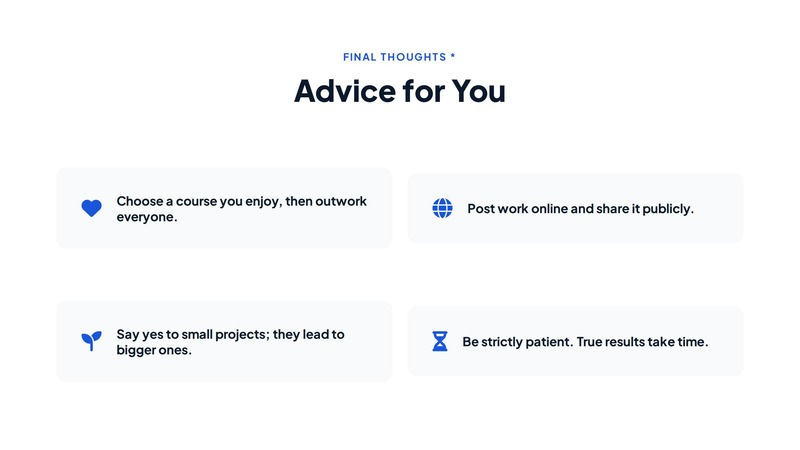 FINAL THOUGHTS *
Advice for You
Choose a course you enjoy, then outwork
everyone.
Post work online and share it publicly.
Say yes to small projects; they lead to
bigger ones.
Be strictly patient. True results take time.